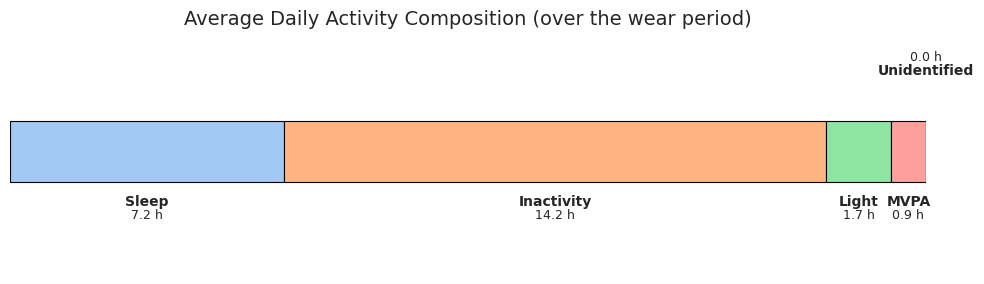 Average Daily Activity Composition (over the wear period)
0.0 h
Unidentified
Sleep
7.2 h
Inactivity
14.2 h
Light
1.7 h
MVPA
0.9 h